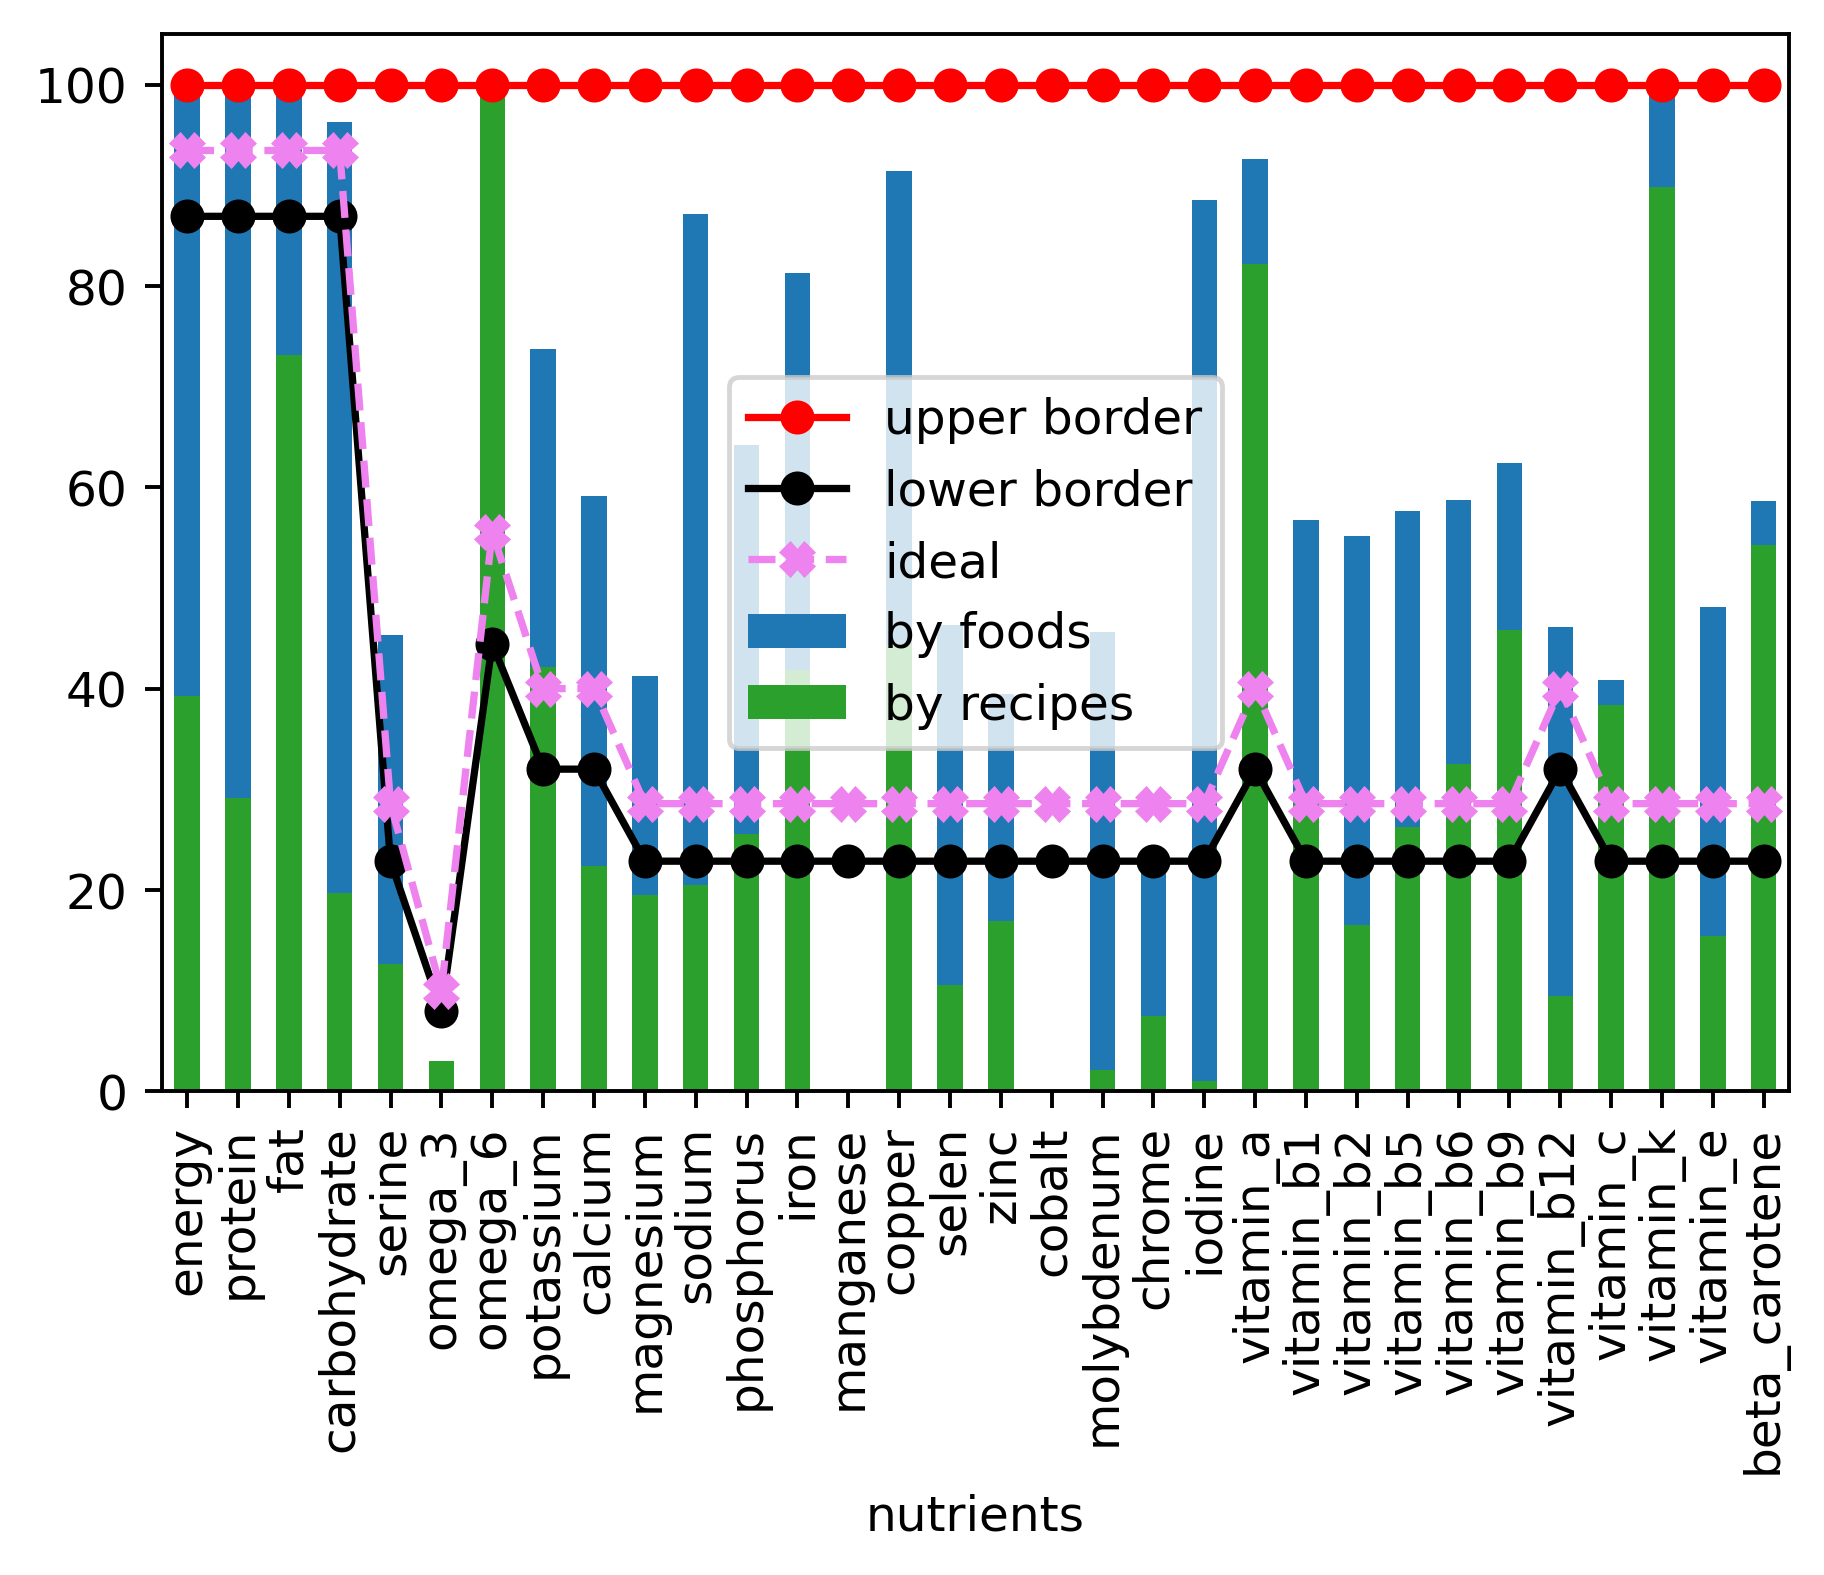 100
80
60
40
20
0
upper border
lower border
ideal
by foods
by recipes
energy
protein
fat
carbohydrate
serine
omega_3
omega_6
potassium
calcium
magnesium
sodium
phosphorus
iron
manganese
copper
selen
zinc
cobalt
molybdenum
chrome
iodine
vitamin_a
vitamin_b1
vitamin_b2
vitamin_b5
vitamin_b6
vitamin_b9
vitamin_b12
vitamin_c
vitamin_k
vitamin_e
beta_carotene
nutrients